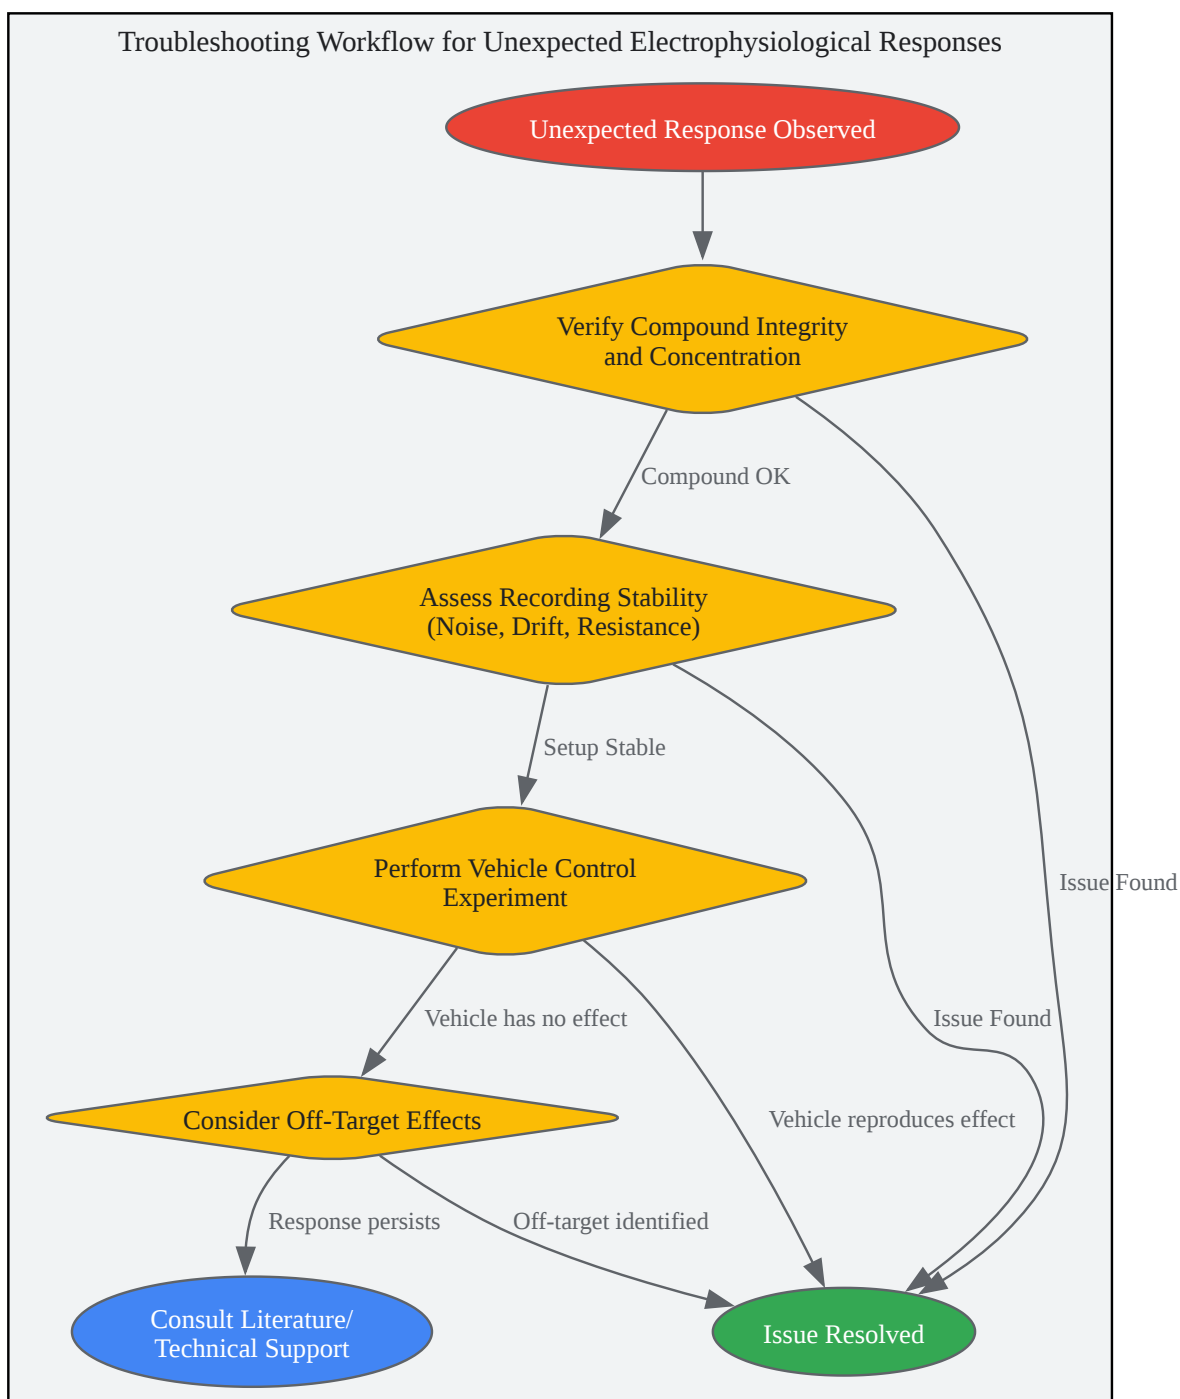 Troubleshooting Workflow for Unexpected Electrophysiological Responses
Unexpected Response Observed
Verify Compound Integrity
and Concentration
Compound OK
Assess Recording Stability
(Noise, Drift, Resistance)
Setup Stable
Perform Vehicle Control
Experiment
Issue Found
Vehicle has no effect
Issue Found
Consider Off-Target Effects
Vehicle reproduces effect
Response persists
Off-target identified
Consult Literature/
Technical Support
Issue Resolved